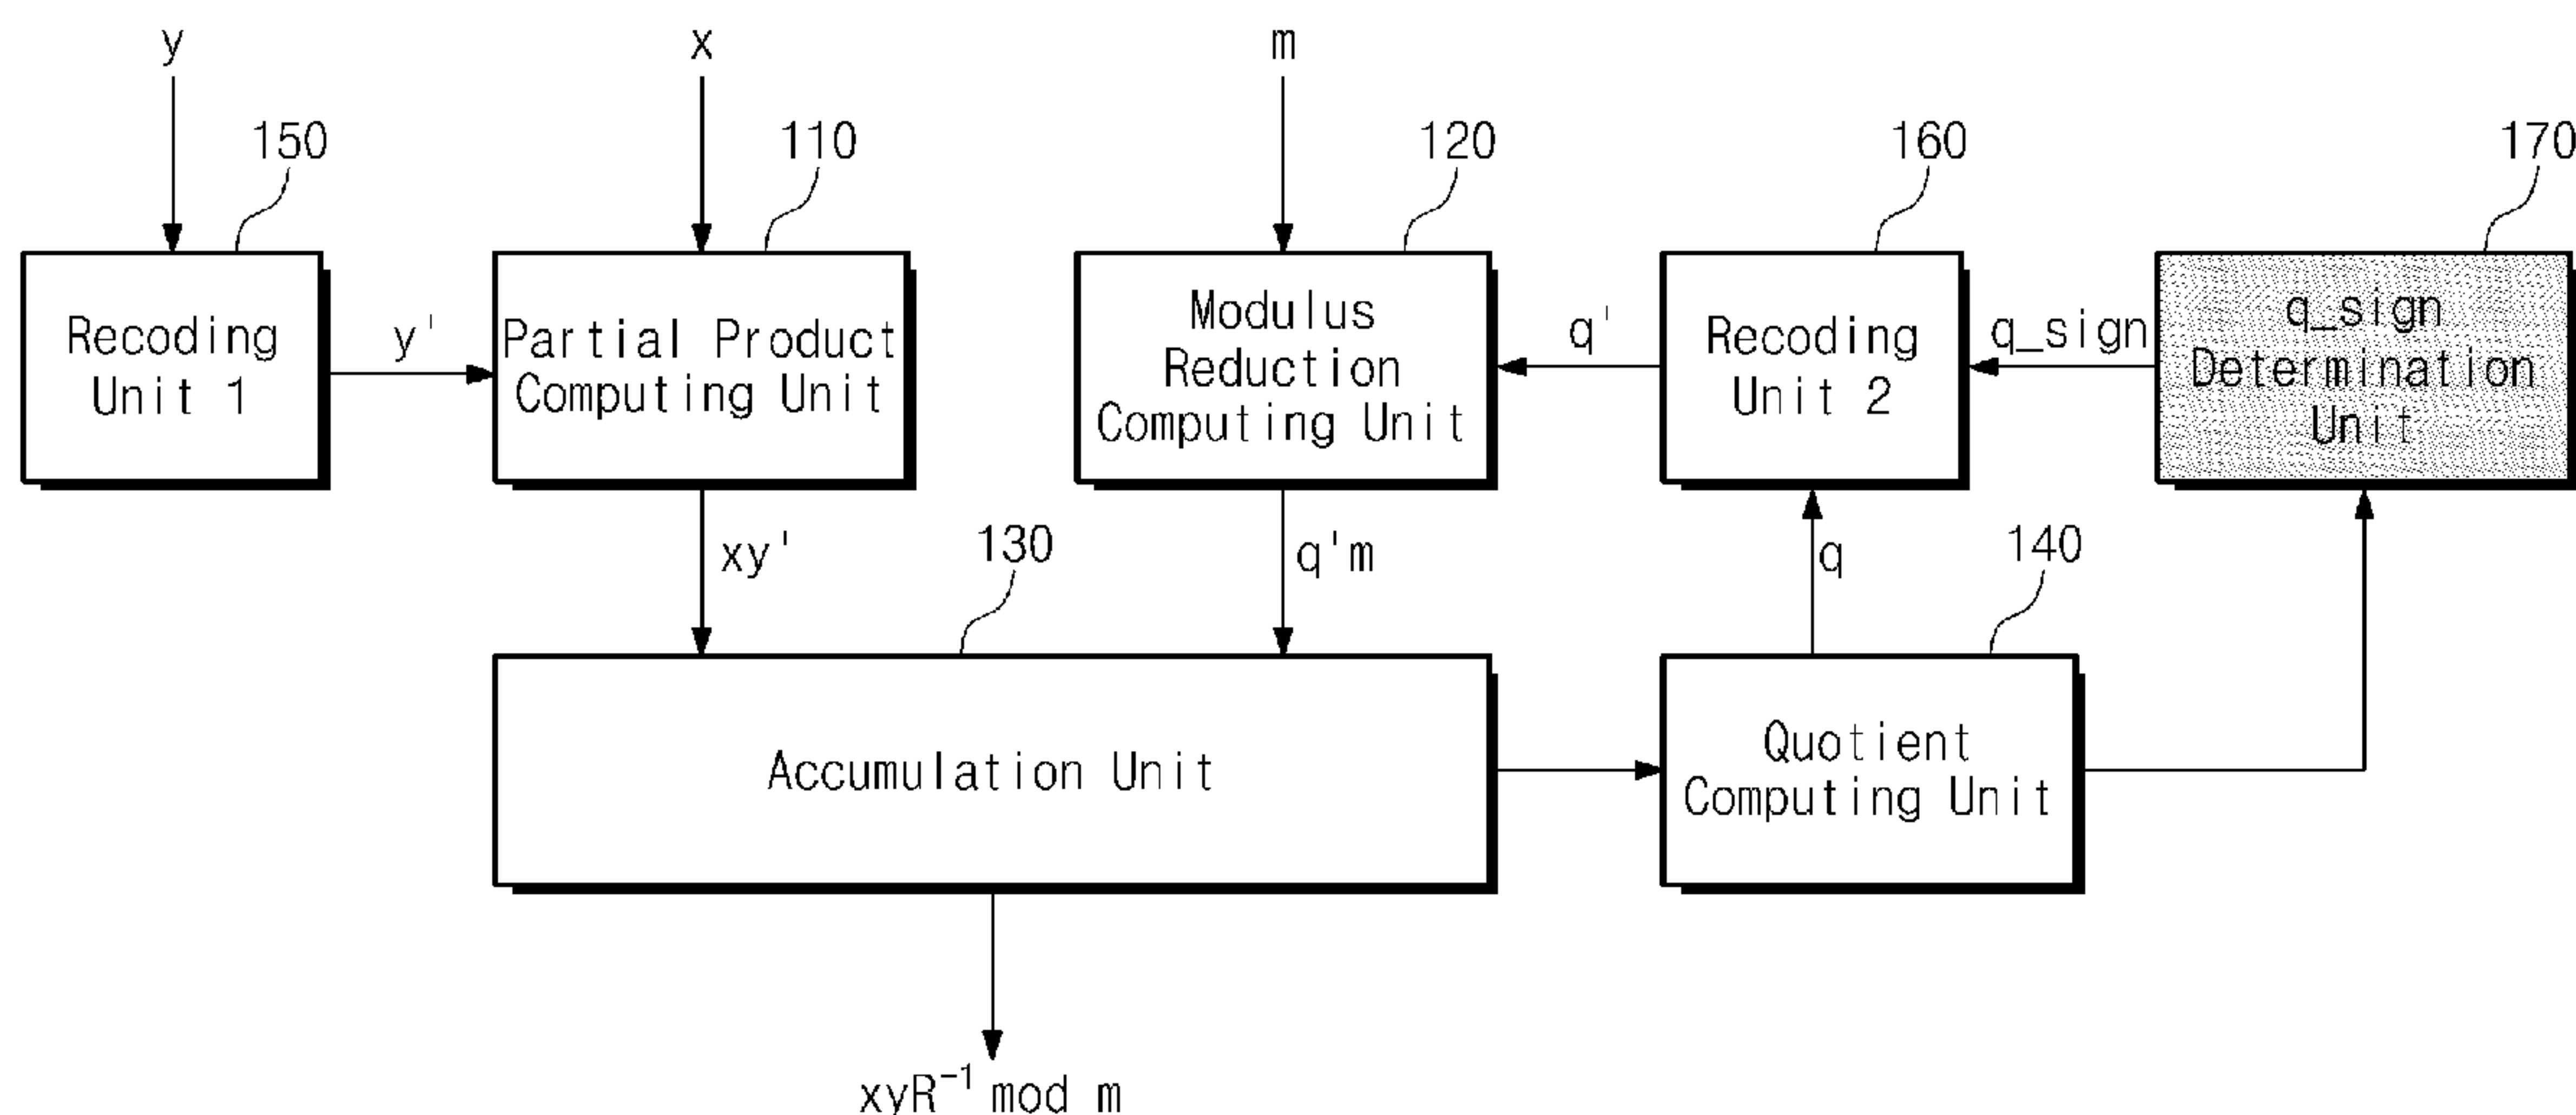 y
x
m
150
110
120
160
170
Recoding
Unit 1
y'
Partial Product
Computing Unit
Modulus
Reduction
Computing Unit
q'
Recoding
Unit 2
q_sign
q_sign
Determination
Unit
xy'
130
q'm
q
140
Accumulation Unit
Quotient
Computing Unit
xyR⁻¹ mod m